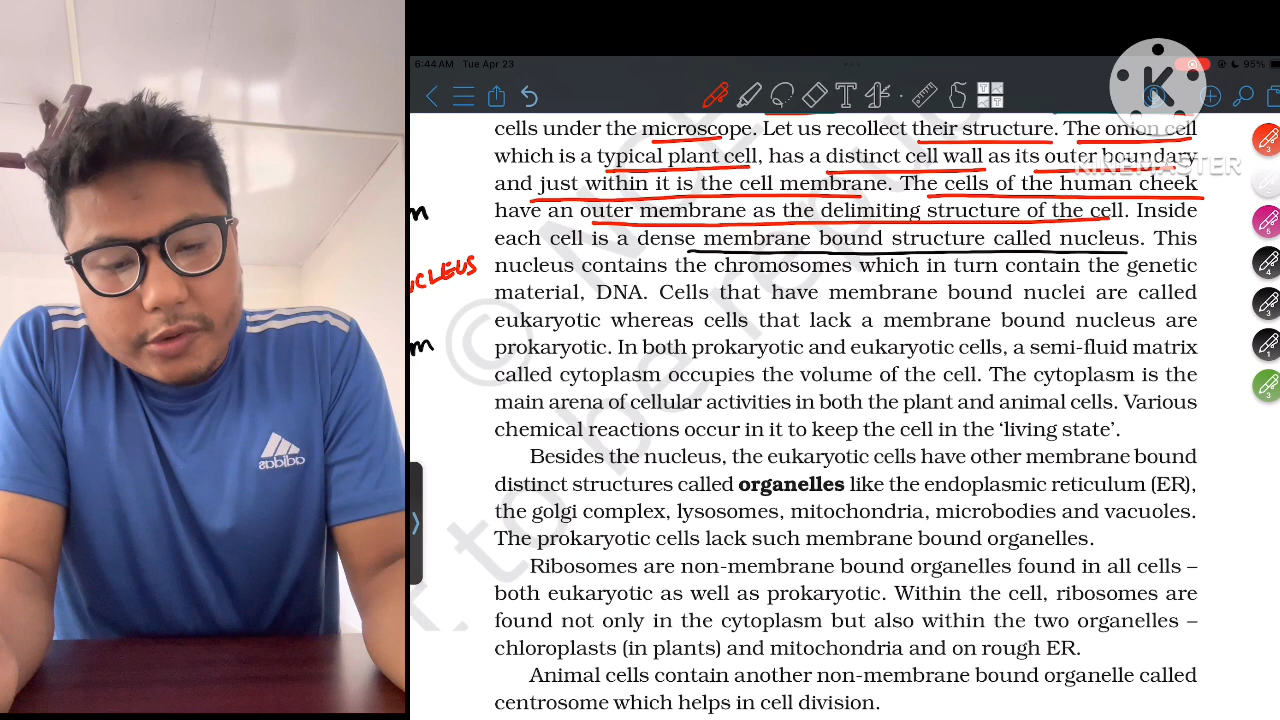 6:44 AM Tue Apr 23
95%
K
KINEMASTER
cells under the microscope. Let us recollect their structure. The onion cell
which is a typical plant cell, has a distinct cell wall as its outer boundary
and just within it is the cell membrane. The cells of the human cheek
have an outer membrane as the delimiting structure of the cell. Inside
each cell is a dense membrane bound structure called nucleus. This
nucleus contains the chromosomes which in turn contain the genetic
material, DNA. Cells that have membrane bound nuclei are called
eukaryotic whereas cells that lack a membrane bound nucleus are
prokaryotic. In both prokaryotic and eukaryotic cells, a semi-fluid matrix
called cytoplasm occupies the volume of the cell. The cytoplasm is the
main arena of cellular activities in both the plant and animal cells. Various
chemical reactions occur in it to keep the cell in the ‘living state’.
Besides the nucleus, the eukaryotic cells have other membrane bound
distinct structures called organelles like the endoplasmic reticulum (ER),
the golgi complex, lysosomes, mitochondria, microbodies and vacuoles.
The prokaryotic cells lack such membrane bound organelles.
Ribosomes are non-membrane bound organelles found in all cells –
both eukaryotic as well as prokaryotic. Within the cell, ribosomes are
found not only in the cytoplasm but also within the two organelles –
chloroplasts (in plants) and mitochondria and on rough ER.
Animal cells contain another non-membrane bound organelle called
centrosome which helps in cell division.
m
CLEUS
m
adidas